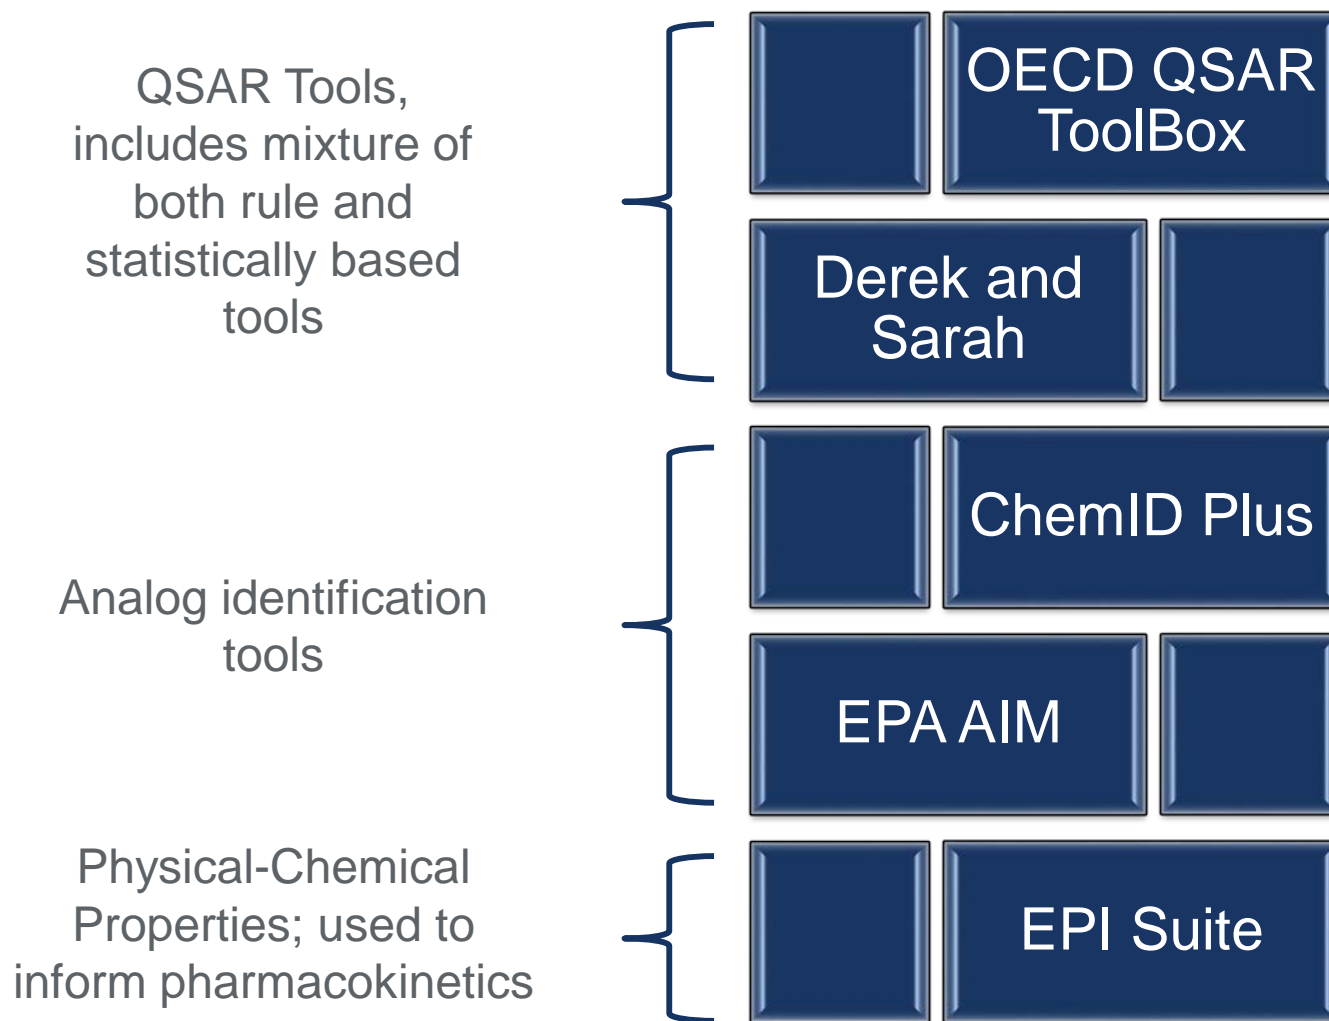 QSAR Tools,
includes mixture of
both rule and
statistically based
tools
OECD QSAR
ToolBox
Derek and
Sarah
Analog identification
tools
ChemID Plus
EPA AIM
Physical-Chemical
Properties; used to
inform pharmacokinetics
EPI Suite